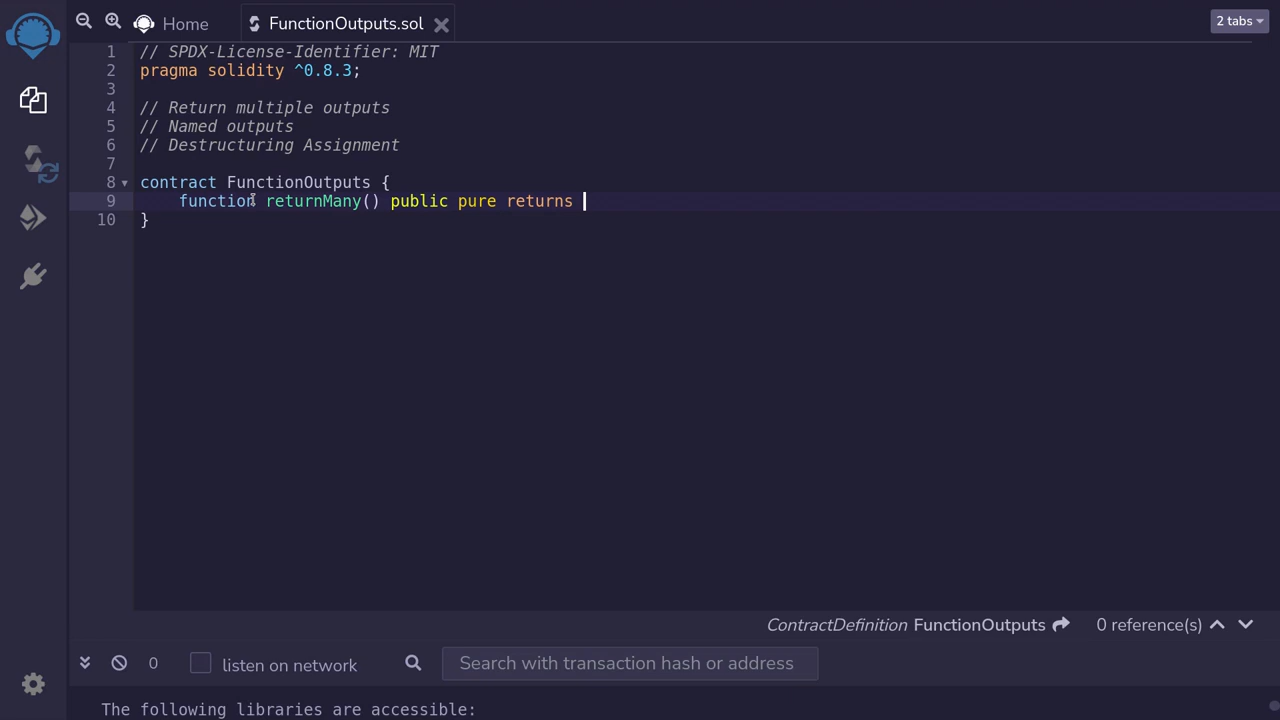 Home
FunctionOutputs.sol
2 tabs
1 // SPDX-License-Identifier: MIT
2 pragma solidity ^0.8.3;
3
4 // Return multiple outputs
5 // Named outputs
6 // Destructuring Assignment
7
8 contract FunctionOutputs {
9 function returnMany() public pure returns
10 }
ContractDefinition FunctionOutputs 0 reference(s)
0 listen on network Search with transaction hash or address
The following libraries are accessible: